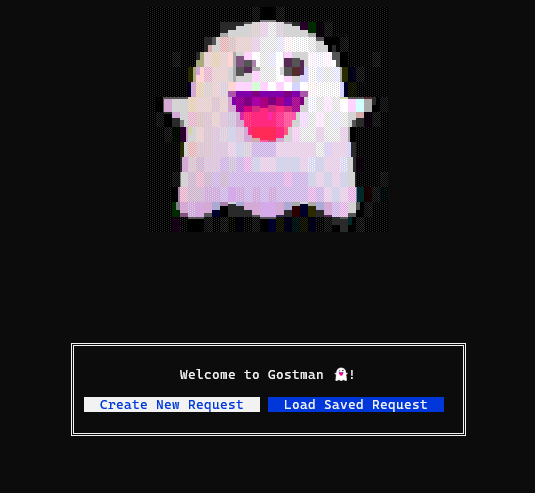 Welcome to Gostman 👻!
Create New Request
Load Saved Request